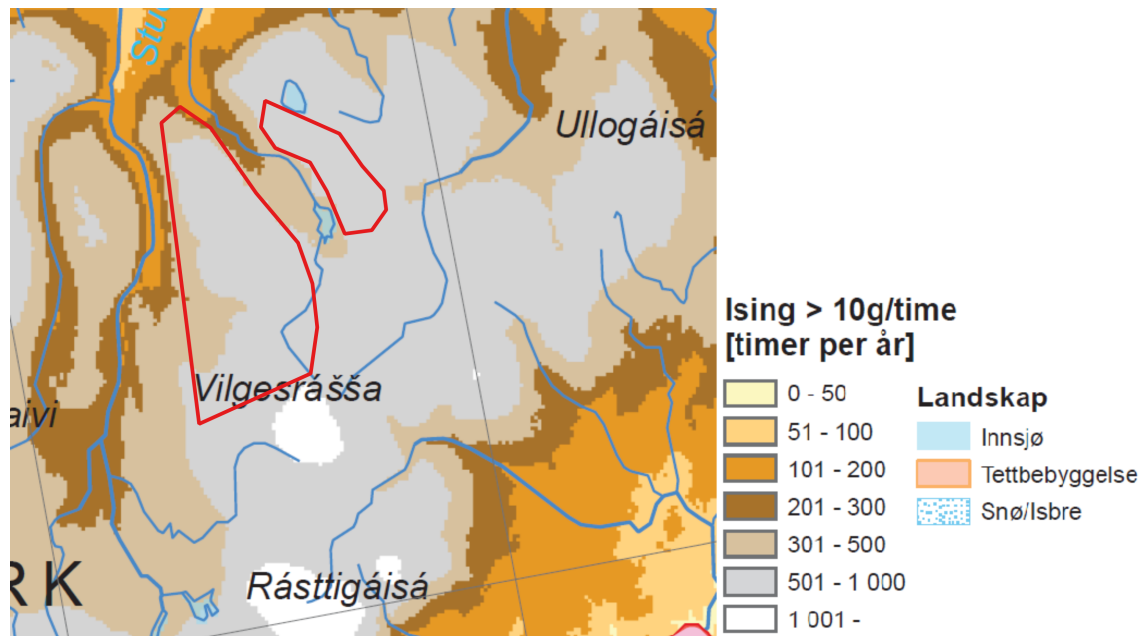 Ullogáisá
Vilgesrášša
aivi
Rásttigáisá
RK
Ising > 10g/time
[timer per år]
0 - 50
51 - 100
101 - 200
201 - 300
301 - 500
501 - 1 000
1 001 -
Landskap
Innsjø
Tettbebyggelse
Snø/Isbre